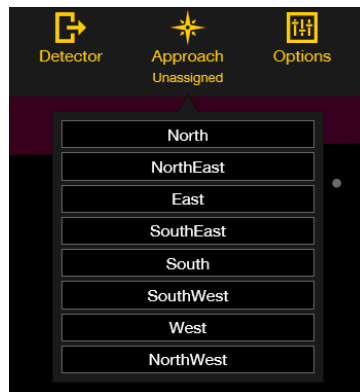 Detector
Approach
Options
Unassigned
North
NorthEast
East
SouthEast
South
SouthWest
West
NorthWest